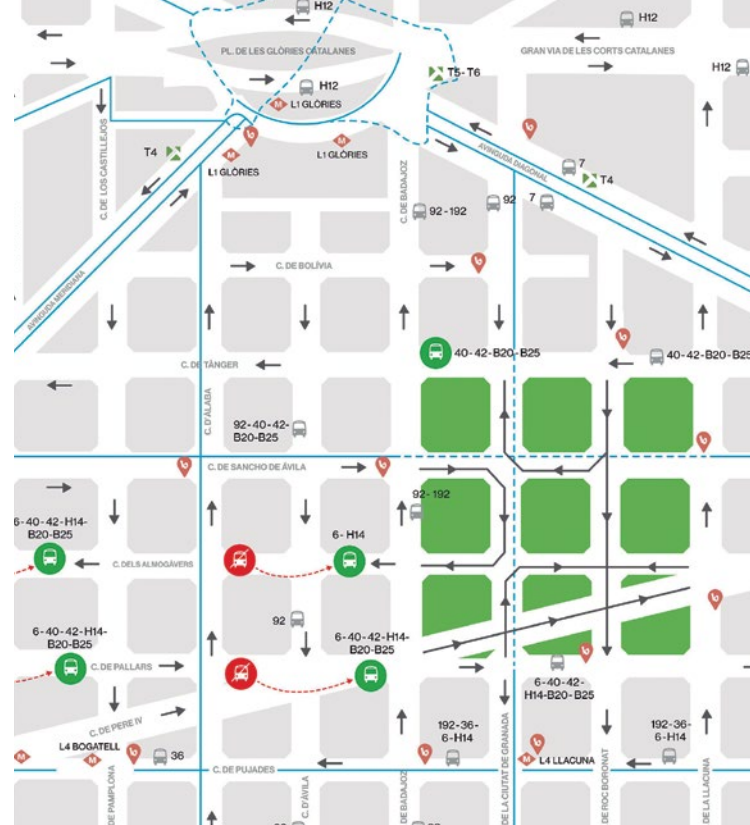 H12
H12
PL. DE LES GLÒRIES CATALANES
GRAN VIA DE LES CORTS CATALANES
T5-T6
H12
H12
L1 GLÒRIES
C. DE LOS CASTILLEJOS
T4
L1 GLÒRIES
L1 GLÒRIES
AVINGUDA DIAGONAL
7
T4
C. DE BADAJOZ
92-192
92
7
C. DE BOLÍVIA
AVINGUDA MERIDIANA
40-42-B20-B25
40-42-B20-B25
C. DE TÀNGER
C. D'ÀLABA
92-40-42-
B20-B25
C. DE SANCHO DE ÁVILA
92-192
6-40-42-H14-
B20-B25
6-H14
C. DELS ALMOGÀVERS
92
6-40-42-H14-
B20-B25
6-40-42-H14-
B20-B25
C. DE PALLARS
6-40-42-
H14-B20-B25
C. DE PERE IV
192-36-
6-H14
192-36-
6-H14
L4 BOGATELL
36
L4 LLACUNA
C. DE PUJADES
DE PAMPLONA
C. D'ÀVILA
DE BADAJOZ
DE LA CIUTAT DE GRANADA
DE ROC BORONAT
DE LA LLACUNA